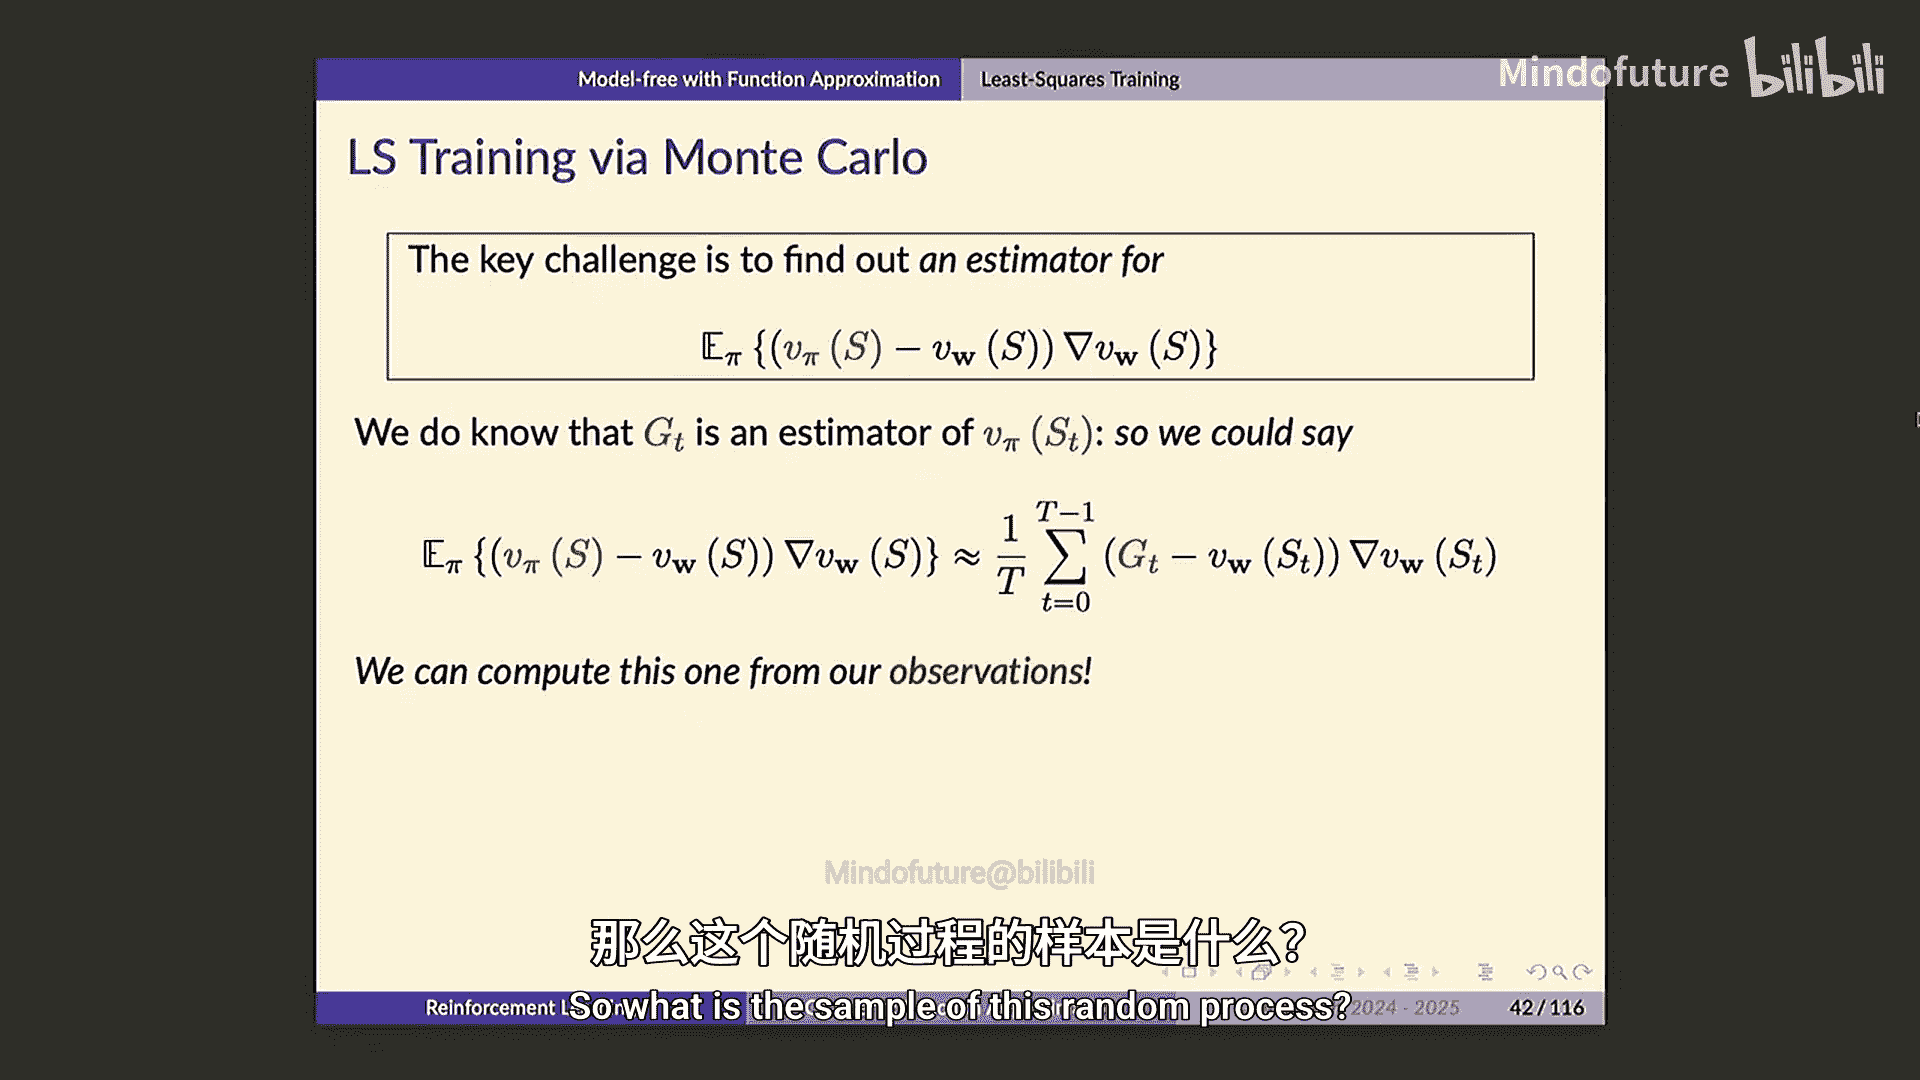 Mindofuture bilibili
Model-free with Function Approximation Least-Squares Training
LS Training via Monte Carlo
The key challenge is to find out an estimator for
𝔼π {(vπ (S) − v𝐰 (S)) ∇v𝐰 (S)}
We do know that Gt is an estimator of vπ (St): so we could say
𝔼π {(vπ (S) − v𝐰 (S)) ∇v𝐰 (S)} ≈ 1/T ∑_{t=0}^{T−1} (Gt − v𝐰 (St)) ∇v𝐰 (St)
We can compute this one from our observations!
Mindofuture@bilibili
那么这个随机过程的样本是什么？
So what is the sample of this random process?
Reinforcement 2024 - 2025 42 / 116